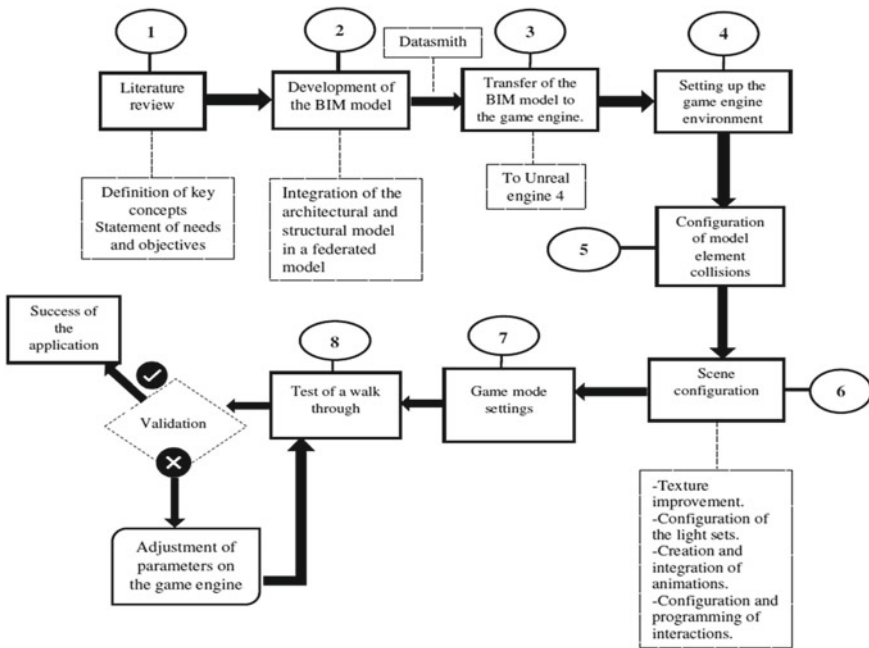 1
2
Datasmith
3
4
Literature
review
Development of
the BIM model
Transfer of the
BIM model to
the game engine.
Setting up the
game engine
environment
Definition of key
concepts
Statement of needs
and objectives
Integration of the
architectural and
structural model
in a federated
model
To Unreal
engine 4
5
Configuration
of model
element
collisions
Success of
the
application
8
7
6
Validation
Test of a walk
through
Game mode
settings
Scene
configuration
Adjustment of
parameters on
the game engine
-Texture
improvement.
-Configuration of
the light sets.
-Creation and
integration of
animations.
-Configuration and
programming of
interactions.